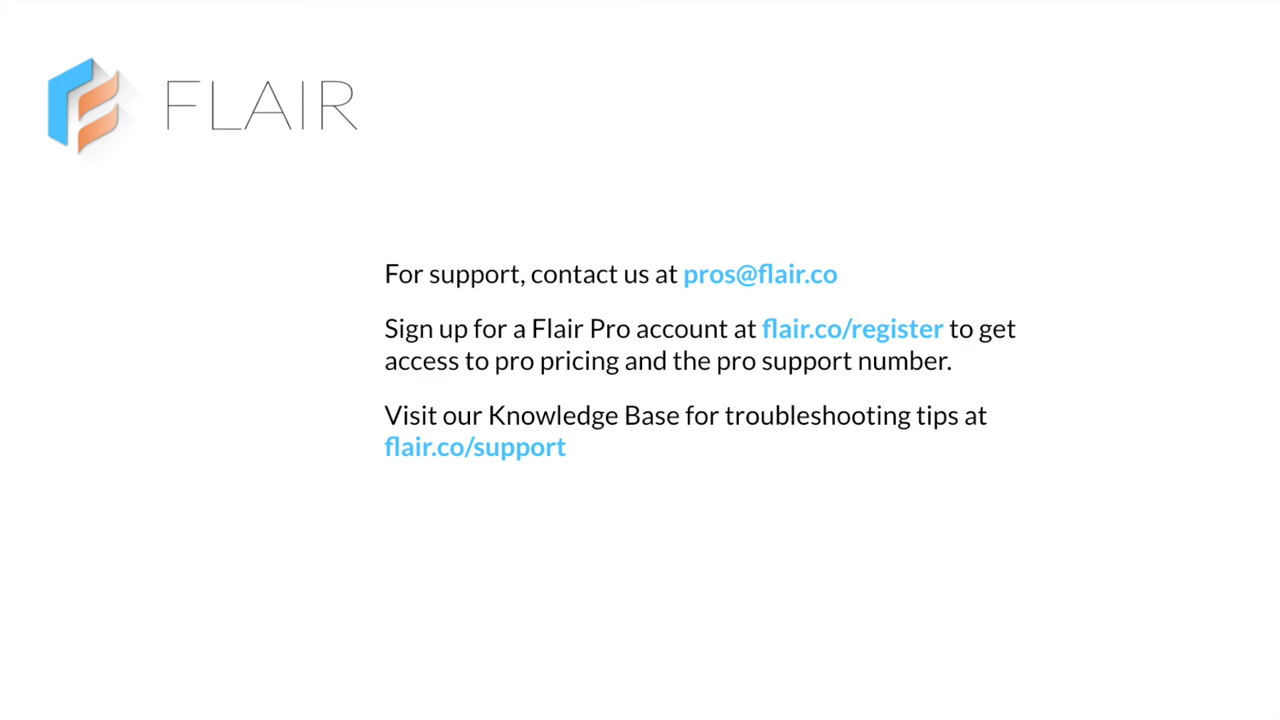 FLAIR
For support, contact us at pros@flair.co
Sign up for a Flair Pro account at flair.co/register to get
access to pro pricing and the pro support number.
Visit our Knowledge Base for troubleshooting tips at
flair.co/support